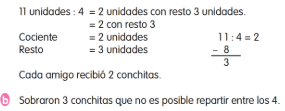 11 unidades : 4 = 2 unidades con resto 3 unidades.
= 2 con resto 3
Cociente = 2 unidades 11 : 4 = 2
Resto = 3 unidades - 8
3
Cada amigo recibió 2 conchitas.
b Sobraron 3 conchitas que no es posible repartir entre los 4.